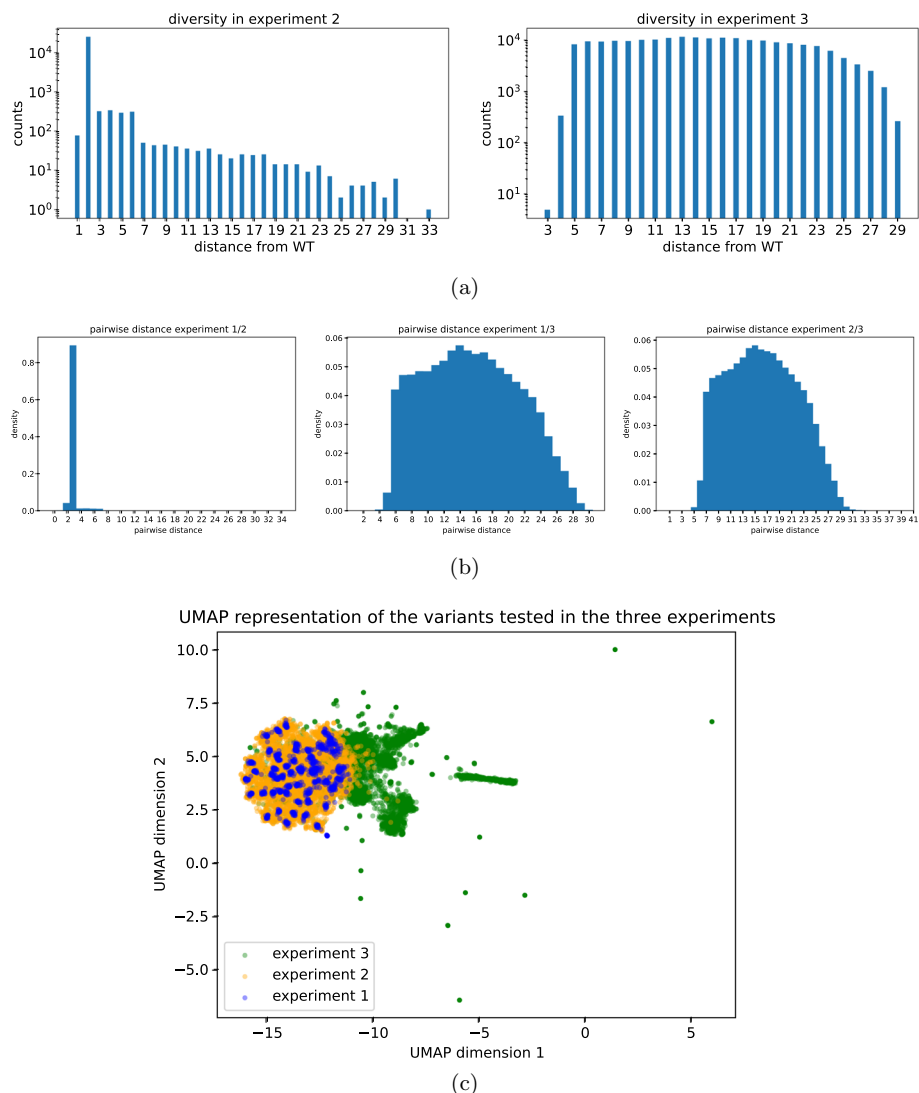 diversity in experiment 2
counts
10^4
10^3
10^2
10^1
10^0
1 3 5 7 9 11 13 15 17 19 21 23 25 27 29 31 33
distance from WT
diversity in experiment 3
counts
10^4
10^3
10^2
10^1
3 5 7 9 11 13 15 17 19 21 23 25 27 29
distance from WT
(a)
pairwise distance experiment 1/2
density
0.8
0.6
0.4
0.2
0.0
0 2 4 6 8 10 12 14 16 18 20 22 24 26 28 30 32 34
pairwise distance
pairwise distance experiment 1/3
density
0.06
0.05
0.04
0.03
0.02
0.01
0.00
2 4 6 8 10 12 14 16 18 20 22 24 26 28 30
pairwise distance
pairwise distance experiment 2/3
density
0.06
0.05
0.04
0.03
0.02
0.01
0.00
1 3 5 7 9 11 13 15 17 19 21 23 25 27 29 31 33 35 37 39 41
pairwise distance
(b)
UMAP representation of the variants tested in the three experiments
UMAP dimension 2
10.0
7.5
5.0
2.5
0.0
−2.5
−5.0
experiment 3
experiment 2
experiment 1
−15 −10 −5 0 5
UMAP dimension 1
(c)